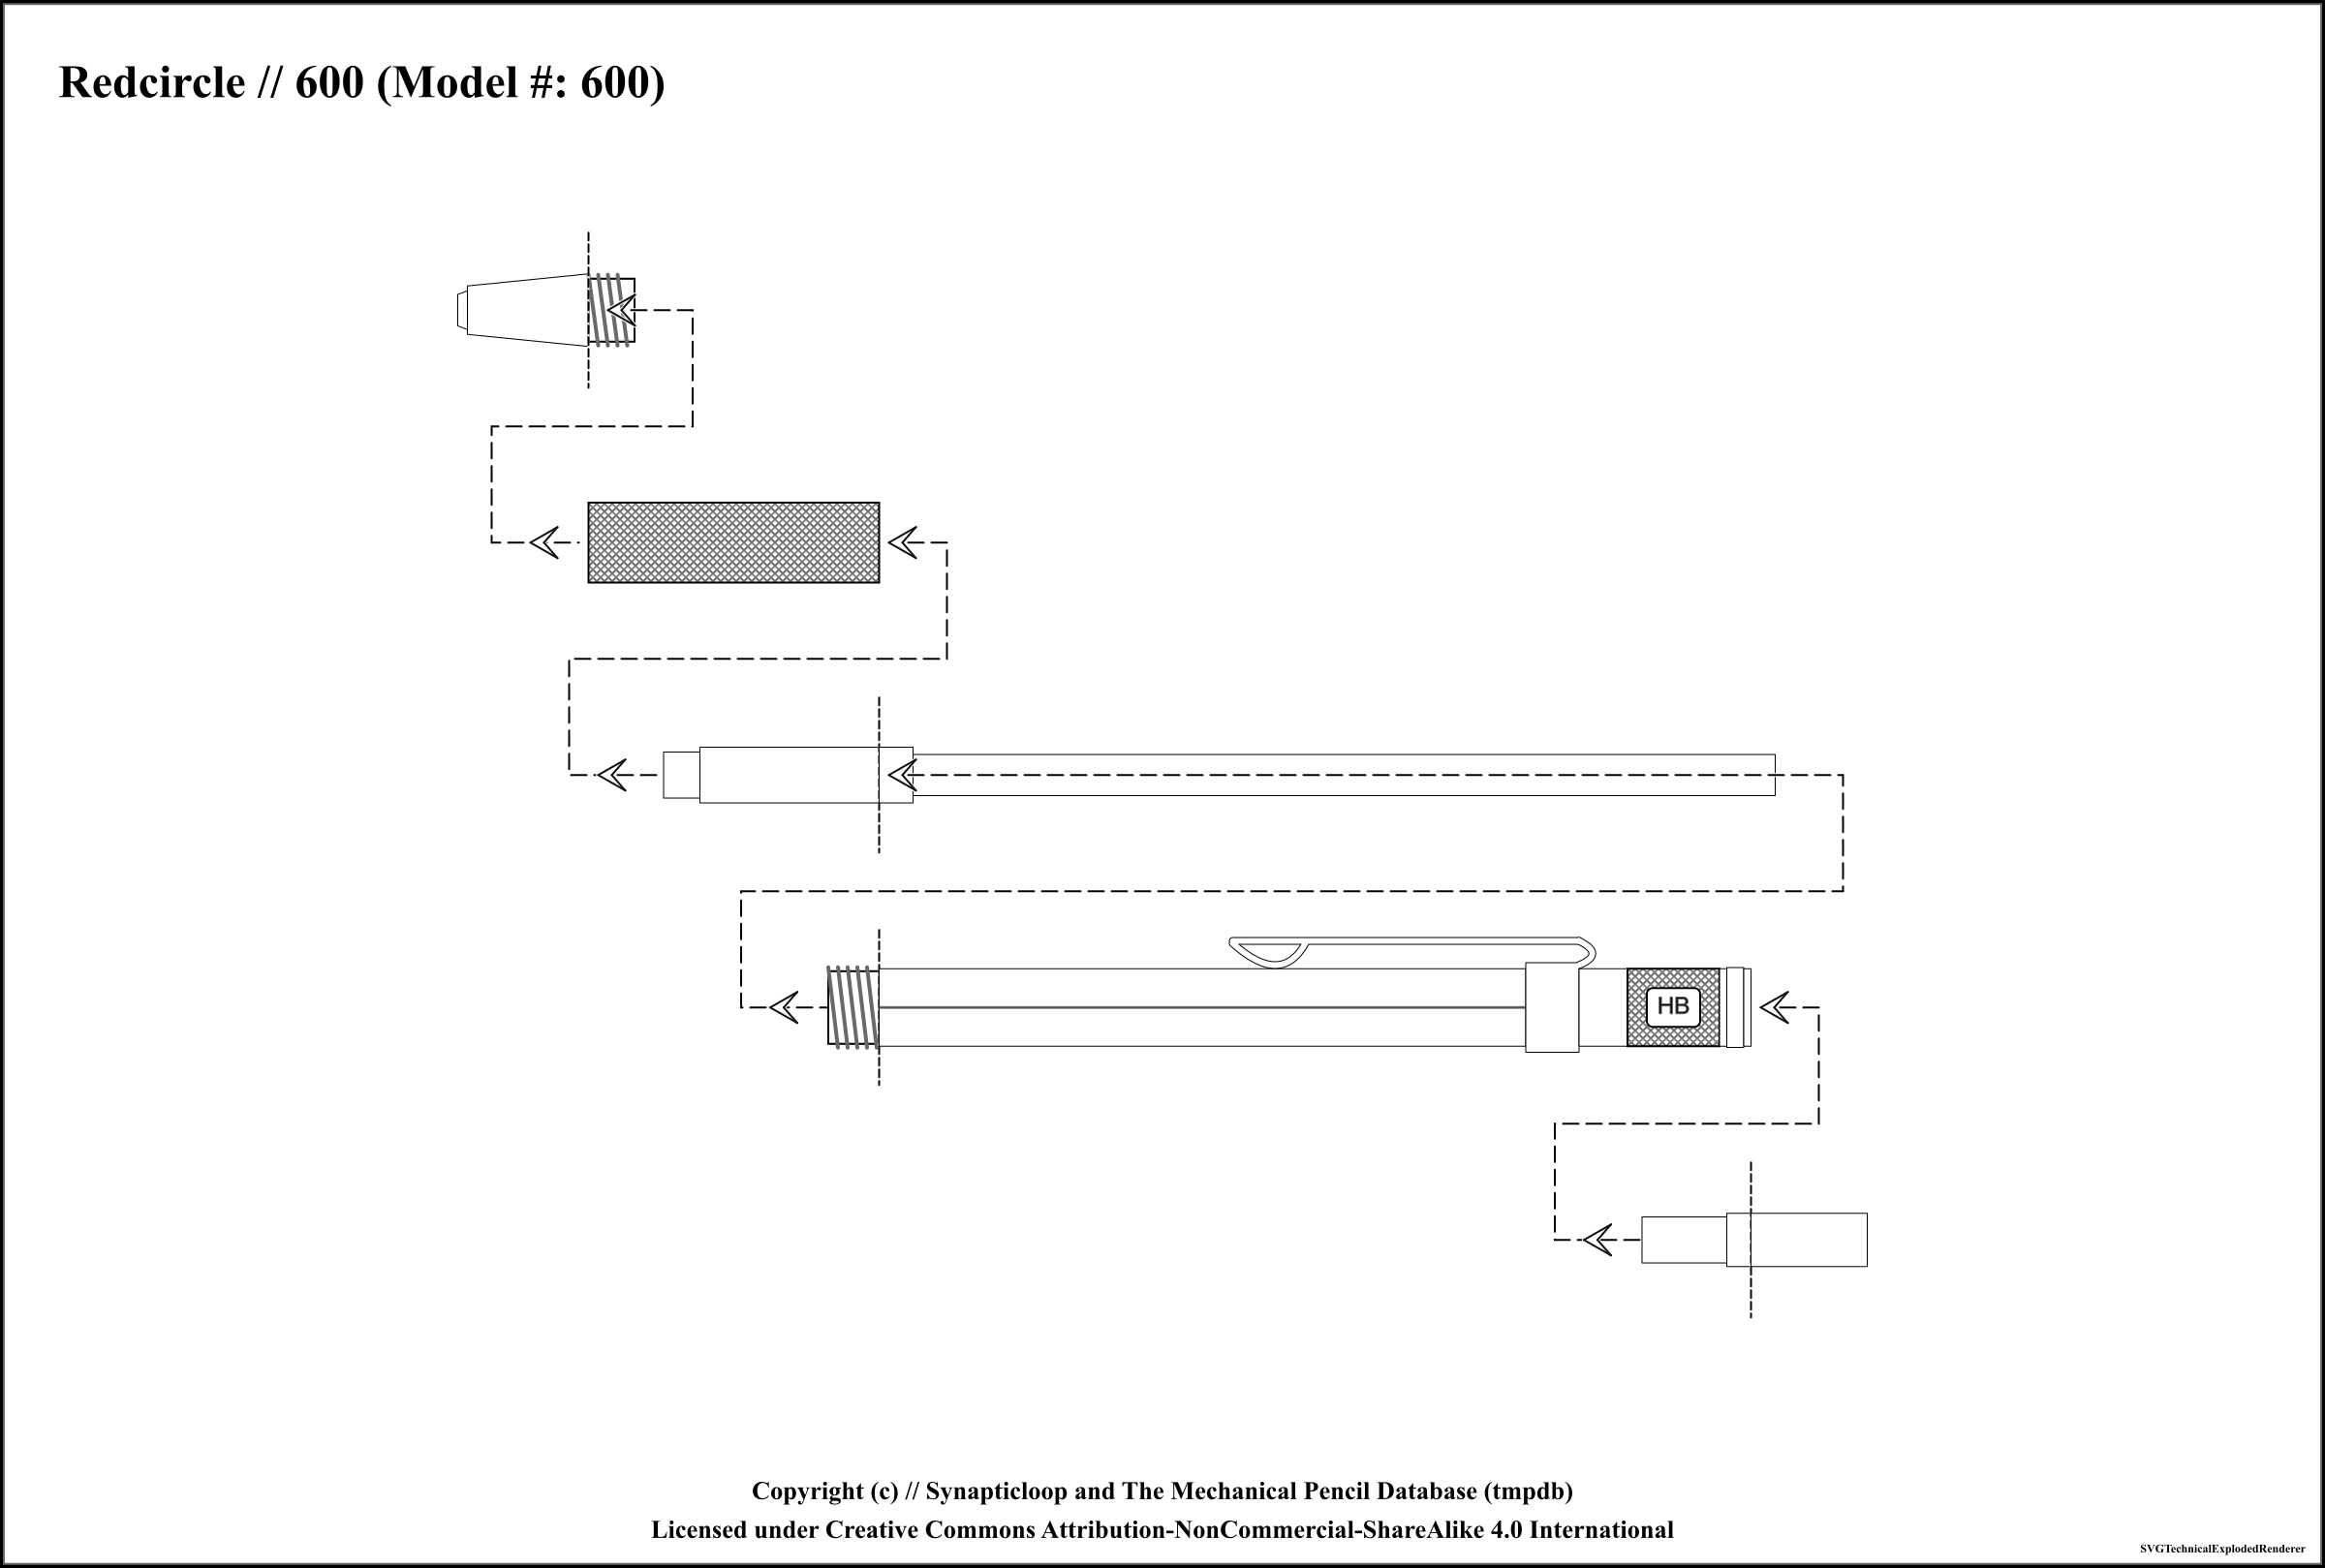 Redcircle // 600 (Model #: 600)
HB
Copyright (c) // Synapticloop and The Mechanical Pencil Database (tmpdb)
Licensed under Creative Commons Attribution-NonCommercial-ShareAlike 4.0 International
SVGTechnicalExplodedRenderer